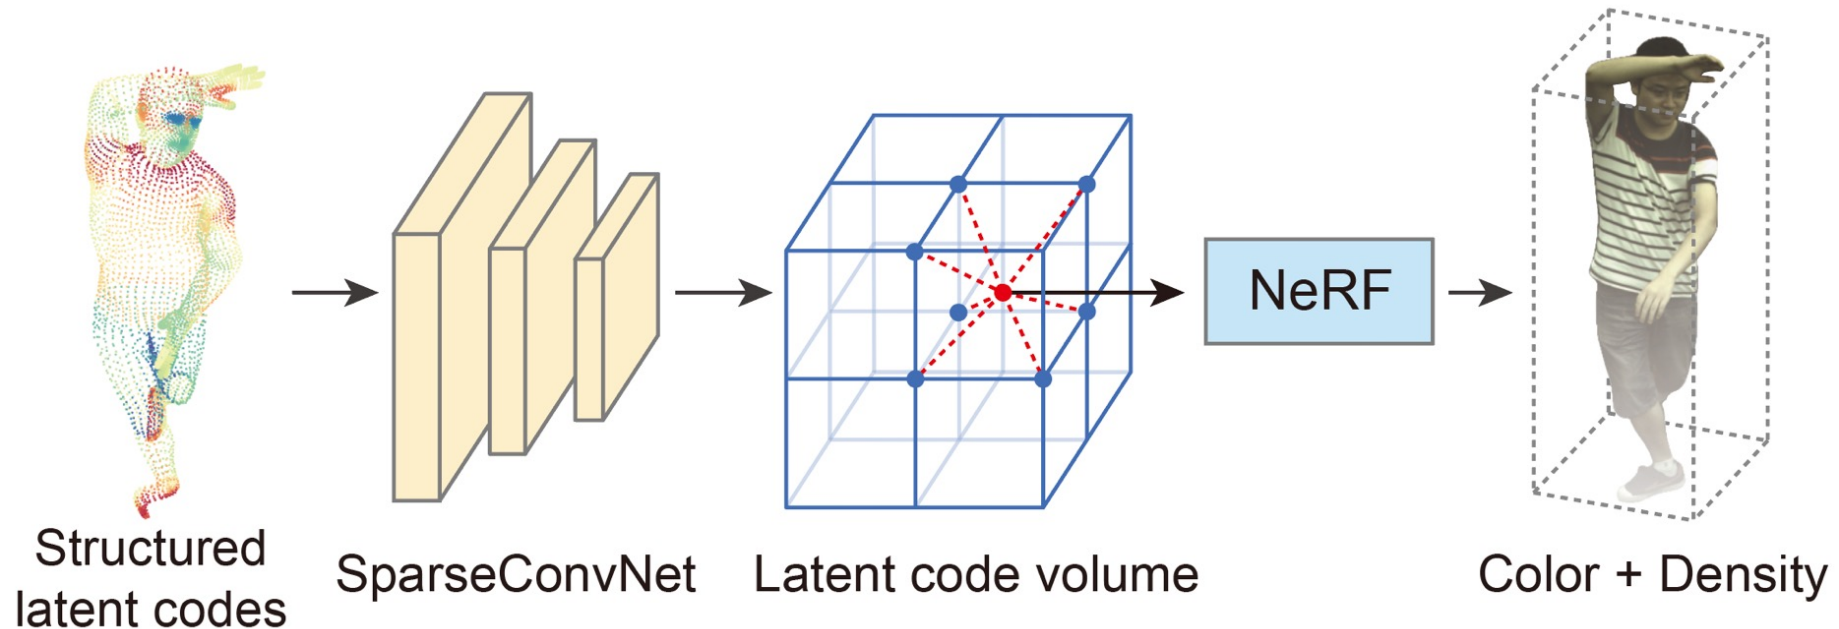 NeRF
Structured
latent codes
SparseConvNet
Latent code volume
Color + Density